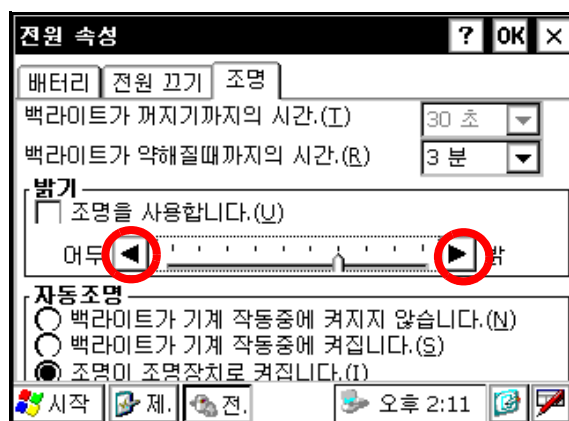 전원 속성 ? OK ×
배터리 전원 끄기 조명
백라이트가 꺼지기까지의 시간.(T) 30 초
백라이트가 약해질때까지의 시간.(R) 3 분
밝기
조명을 사용합니다.(U)
어두 밝
자동조명
백라이트가 기계 작동중에 켜지지 않습니다.(N)
백라이트가 기계 작동중에 켜집니다.(S)
조명이 조명장치로 켜집니다.(I)
시작 제. 전. 오후 2:11